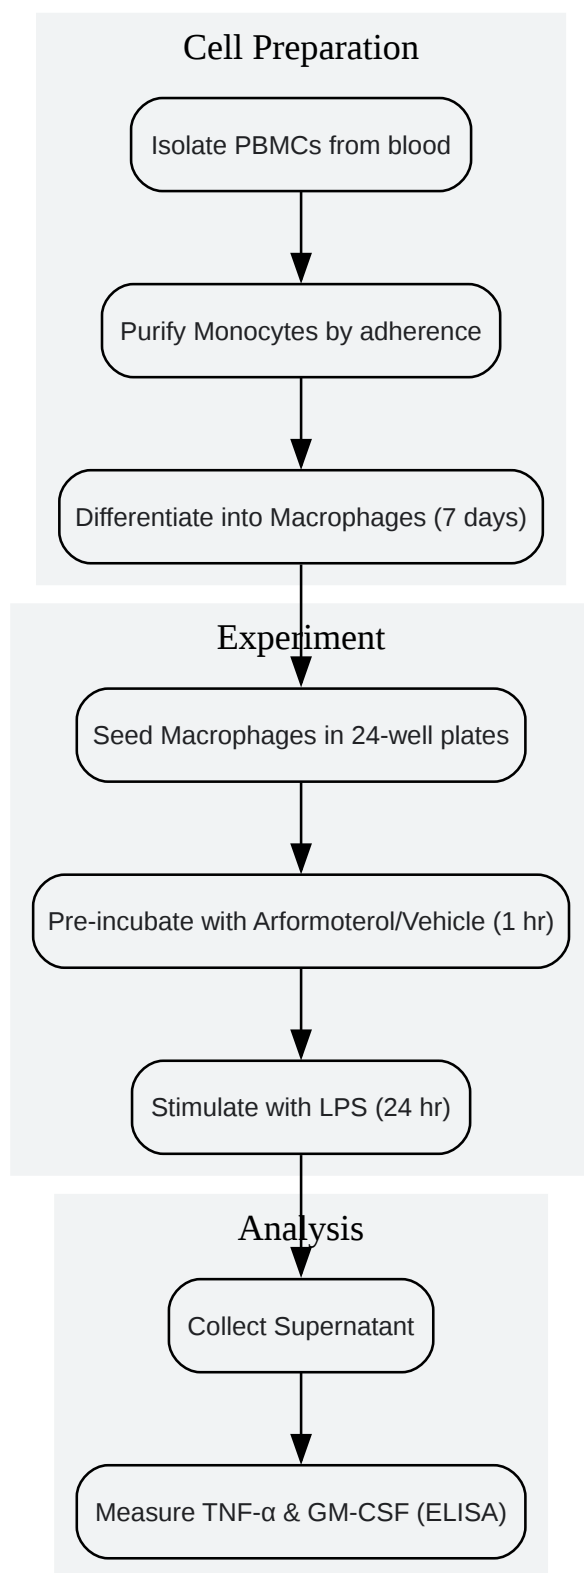 Cell Preparation
Isolate PBMCs from blood
Purify Monocytes by adherence
Differentiate into Macrophages (7 days)
Experiment
Seed Macrophages in 24-well plates
Pre-incubate with Arformoterol/Vehicle (1 hr)
Stimulate with LPS (24 hr)
Analysis
Collect Supernatant
Measure TNF-α & GM-CSF (ELISA)